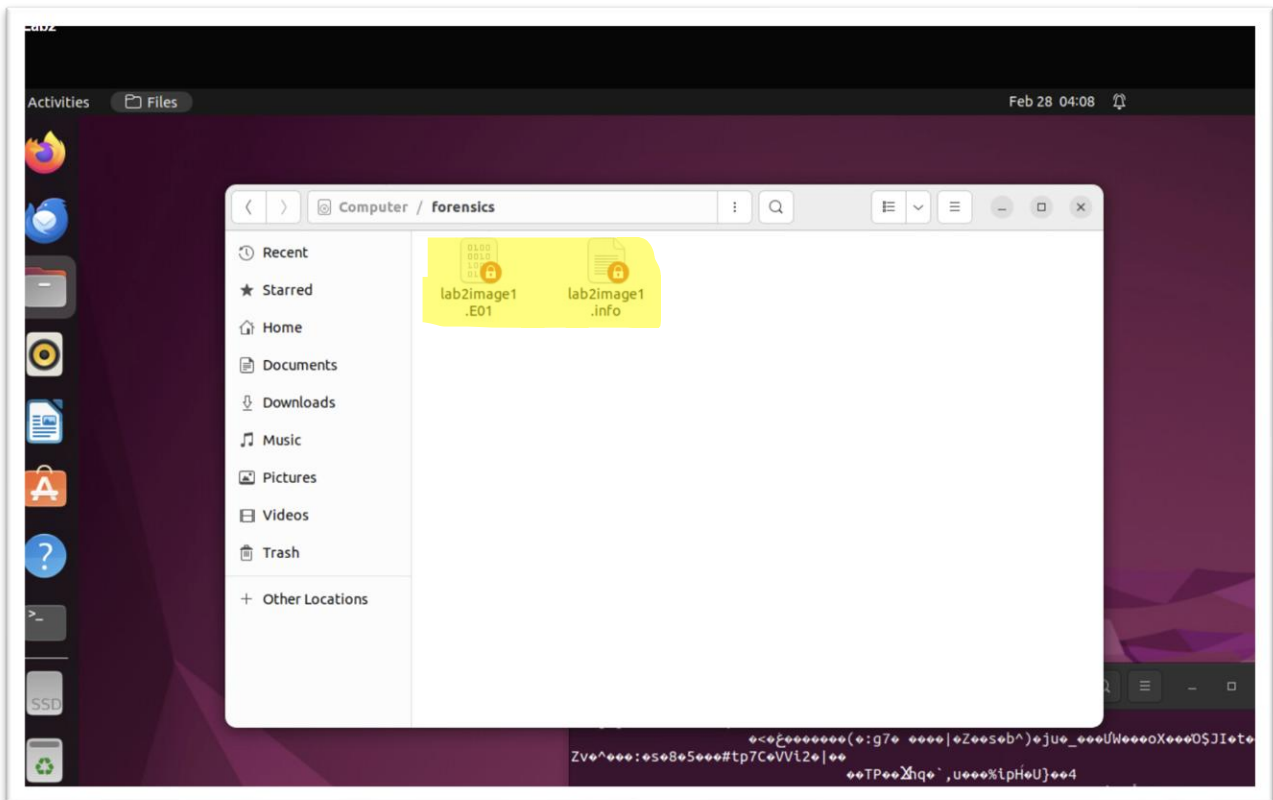 Lab2
Activities Files Feb 28 04:08
Computer / forensics
Recent
Starred
Home
Documents
Downloads
Music
Pictures
Videos
Trash
+ Other Locations
lab2image1
.E01
lab2image1
.info
SSD